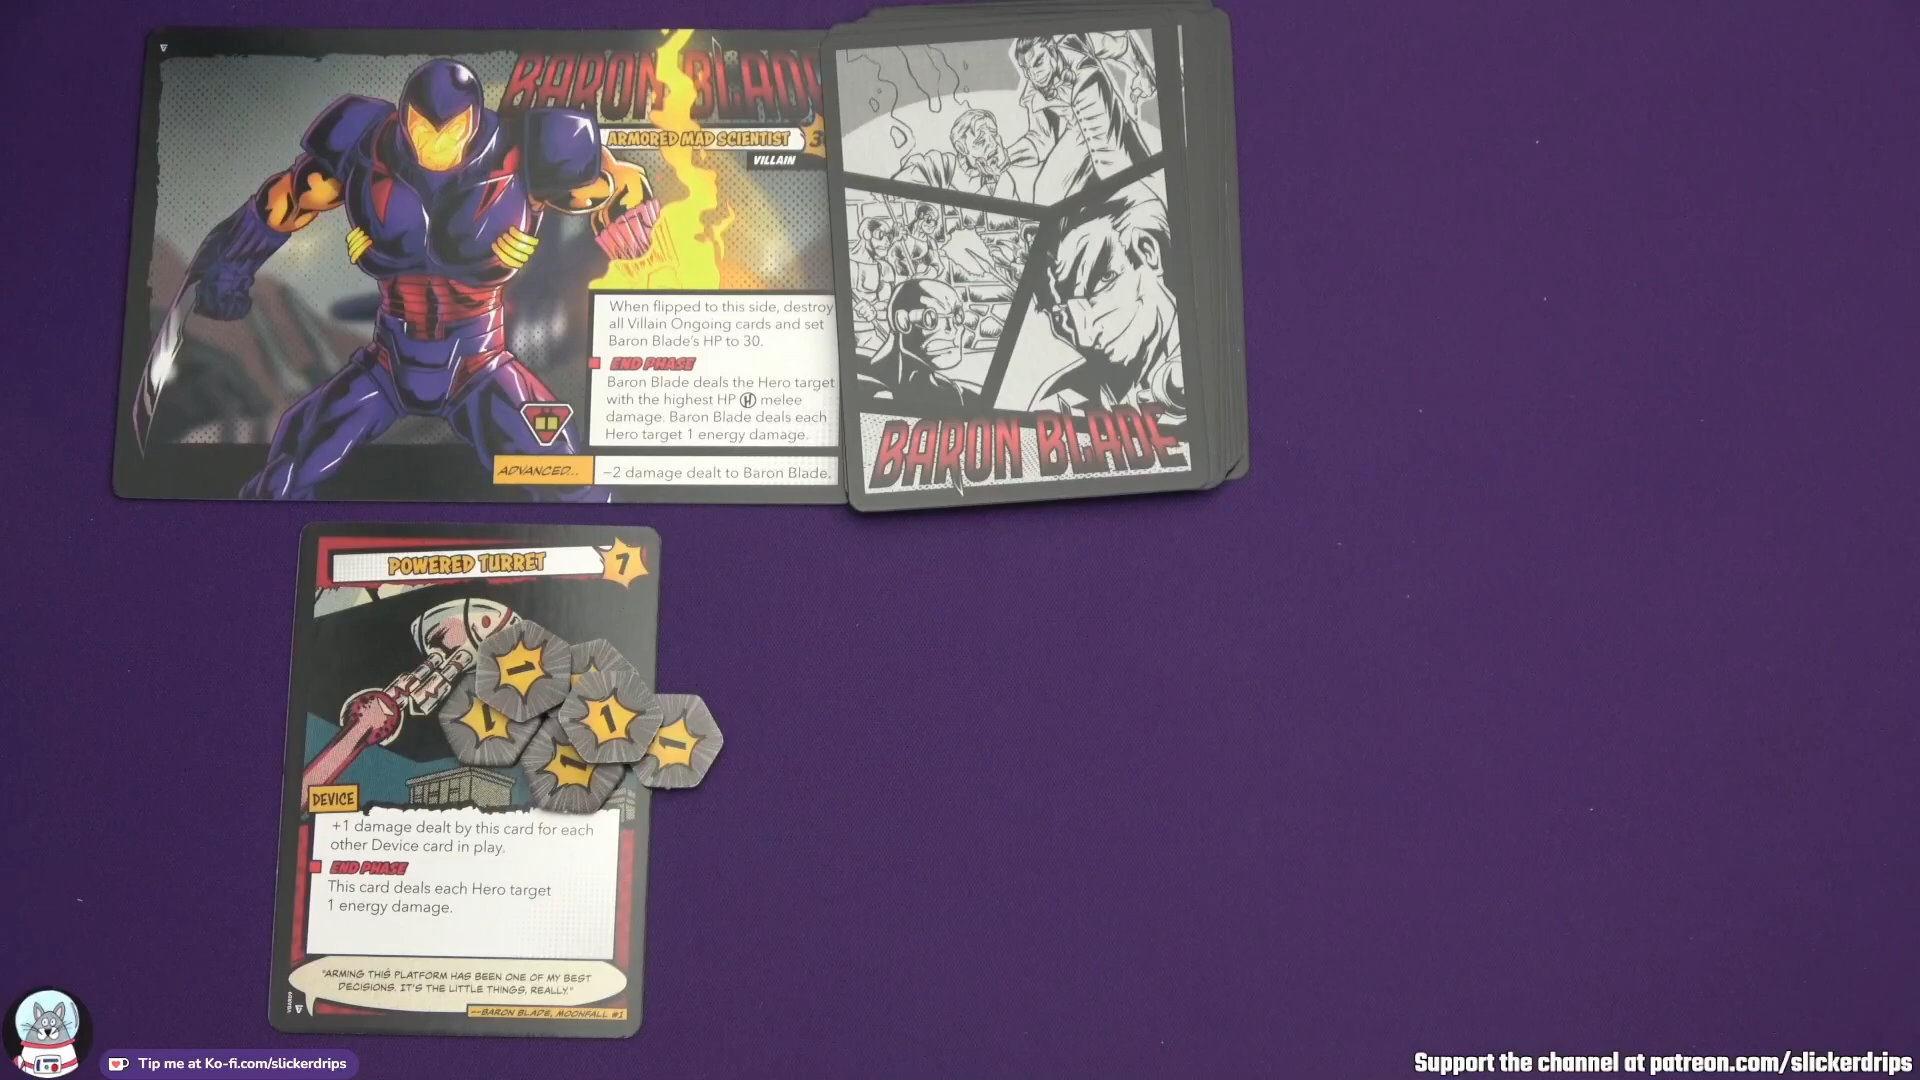 BARON BLADE
ARMORED MAD SCIENTIST
VILLAIN
When flipped to this side, destroy
all Villain Ongoing cards and set
Baron Blade's HP to 30.
END PHASE
Baron Blade deals the Hero target
with the highest HP H melee
damage. Baron Blade deals each
Hero target 1 energy damage.
ADVANCED...
−2 damage dealt to Baron Blade.
BARON BLADE
POWERED TURRET
7
1
1
1
1
1
DEVICE
+1 damage dealt by this card for each
other Device card in play.
END PHASE
This card deals each Hero target
1 energy damage.
"ARMING THIS PLATFORM HAS BEEN ONE OF MY BEST
DECISIONS. IT'S THE LITTLE THINGS, REALLY."
—BARON BLADE, MOONFALL #1
Tip me at Ko-fi.com/slickerdrips
Support the channel at patreon.com/slickerdrips